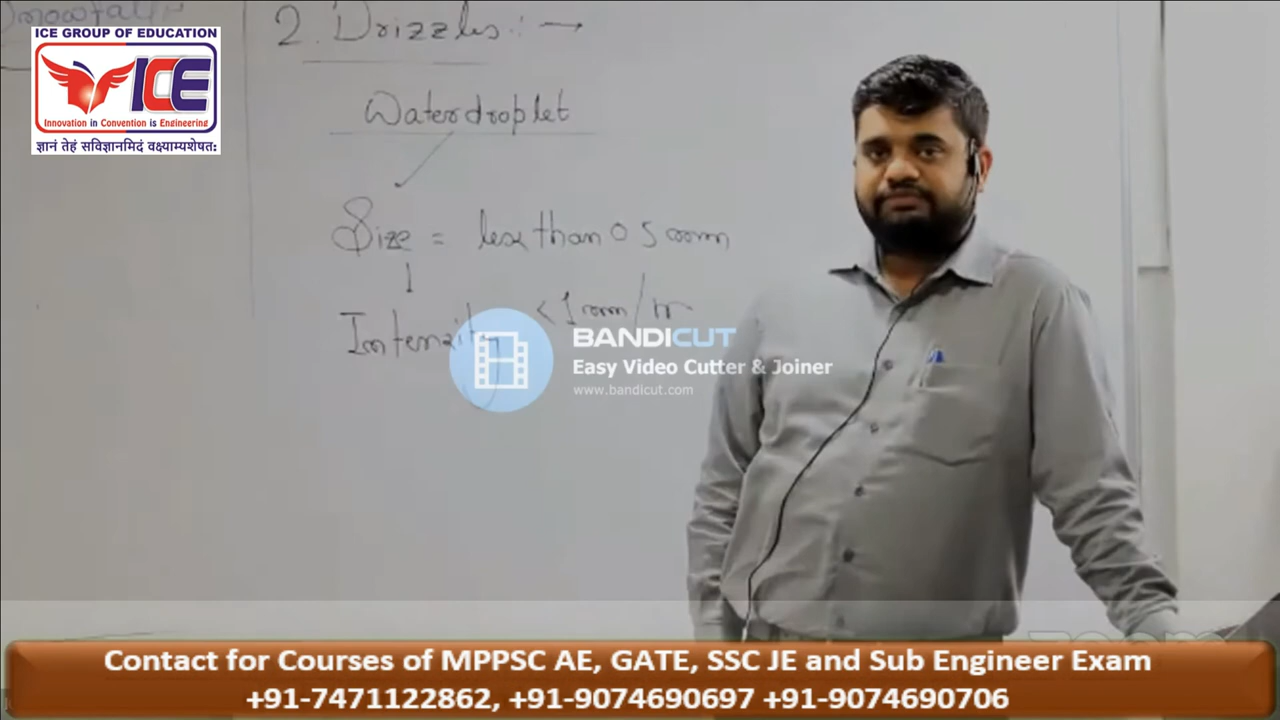 Snowfall
2. Drizzles : →
Waterdroplet
Size = less than 0.5 mm
Intensity < 1 mm/hr
ICE GROUP OF EDUCATION
ICE
Innovation in Convention is Engineering
ज्ञानं तेहं सविज्ञानमिदं वक्ष्याम्यशेषत:
BANDICUT
Easy Video Cutter & Joiner
www.bandicut.com
zoom
Contact for Courses of MPPSC AE, GATE, SSC JE and Sub Engineer Exam
+91-7471122862, +91-9074690697 +91-9074690706